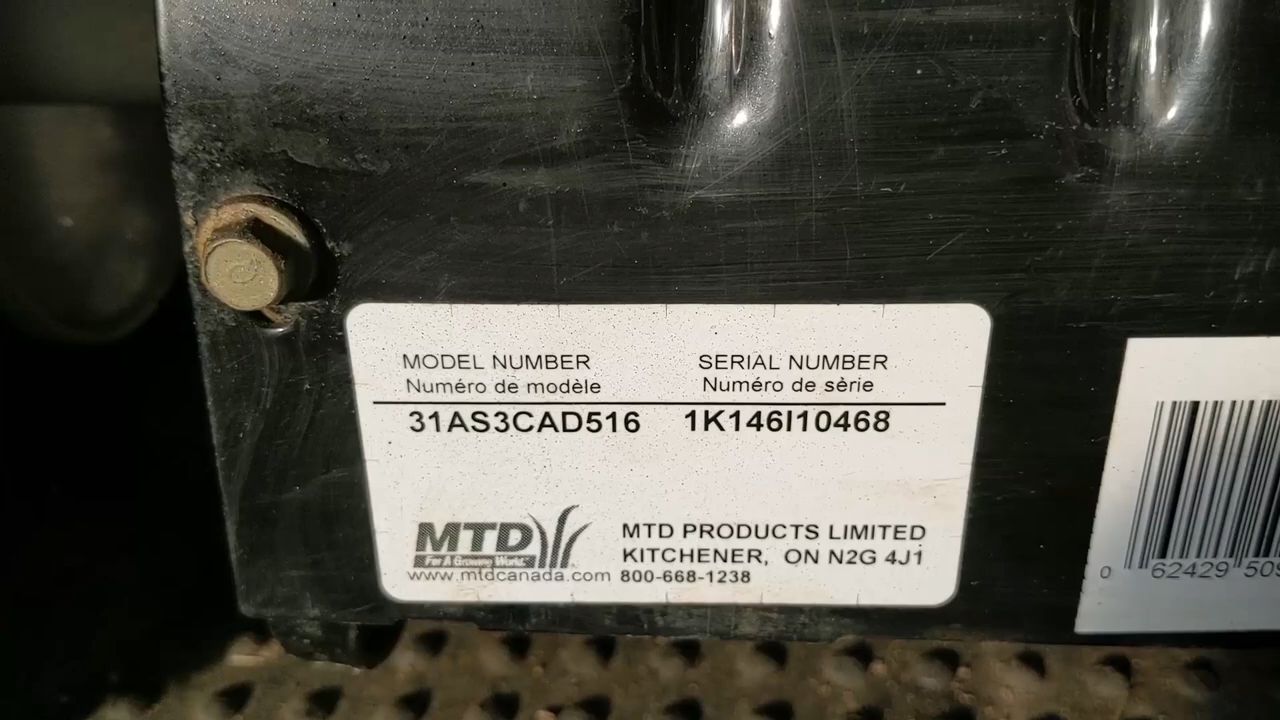 MODEL NUMBER SERIAL NUMBER
Numéro de modèle Numéro de sèrie
31AS3CAD516 1K146I10468
MTD
For A Growing World.
MTD PRODUCTS LIMITED
KITCHENER, ON N2G 4J1
www.mtdcanada.com 800-668-1238
0 62429 509